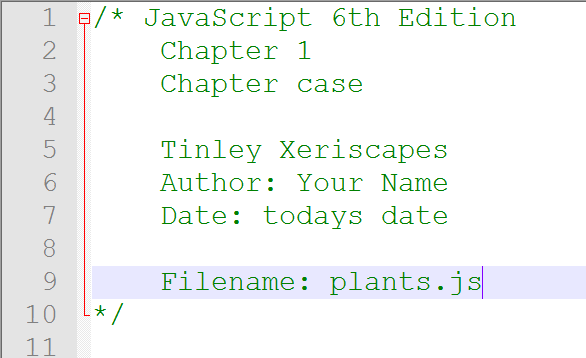 1 /* JavaScript 6th Edition
2 Chapter 1
3 Chapter case
4
5 Tinley Xeriscapes
6 Author: Your Name
7 Date: todays date
8
9 Filename: plants.js
10 */
11